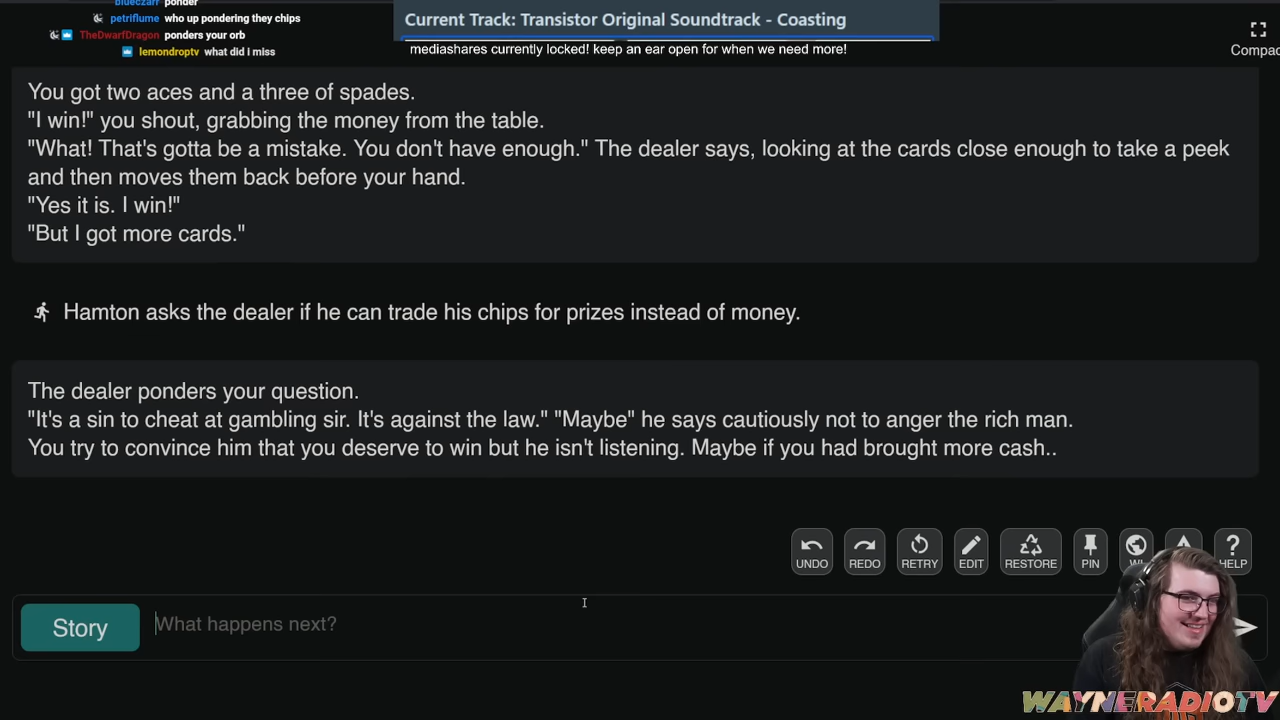 ponder
petriflume who up pondering they chips
TheDwarfDragon ponders your orb
lemondroptv what did i miss
Current Track: Transistor Original Soundtrack - Coasting
mediashares currently locked! keep an ear open for when we need more!
Compac
You got two aces and a three of spades.
"I win!" you shout, grabbing the money from the table.
"What! That's gotta be a mistake. You don't have enough." The dealer says, looking at the cards close enough to take a peek
and then moves them back before your hand.
"Yes it is. I win!"
"But I got more cards."
Hamton asks the dealer if he can trade his chips for prizes instead of money.
The dealer ponders your question.
"It's a sin to cheat at gambling sir. It's against the law." "Maybe" he says cautiously not to anger the rich man.
You try to convince him that you deserve to win but he isn't listening. Maybe if you had brought more cash..
UNDO REDO RETRY EDIT RESTORE PIN HELP
Story What happens next?
WAYNERADIOTV